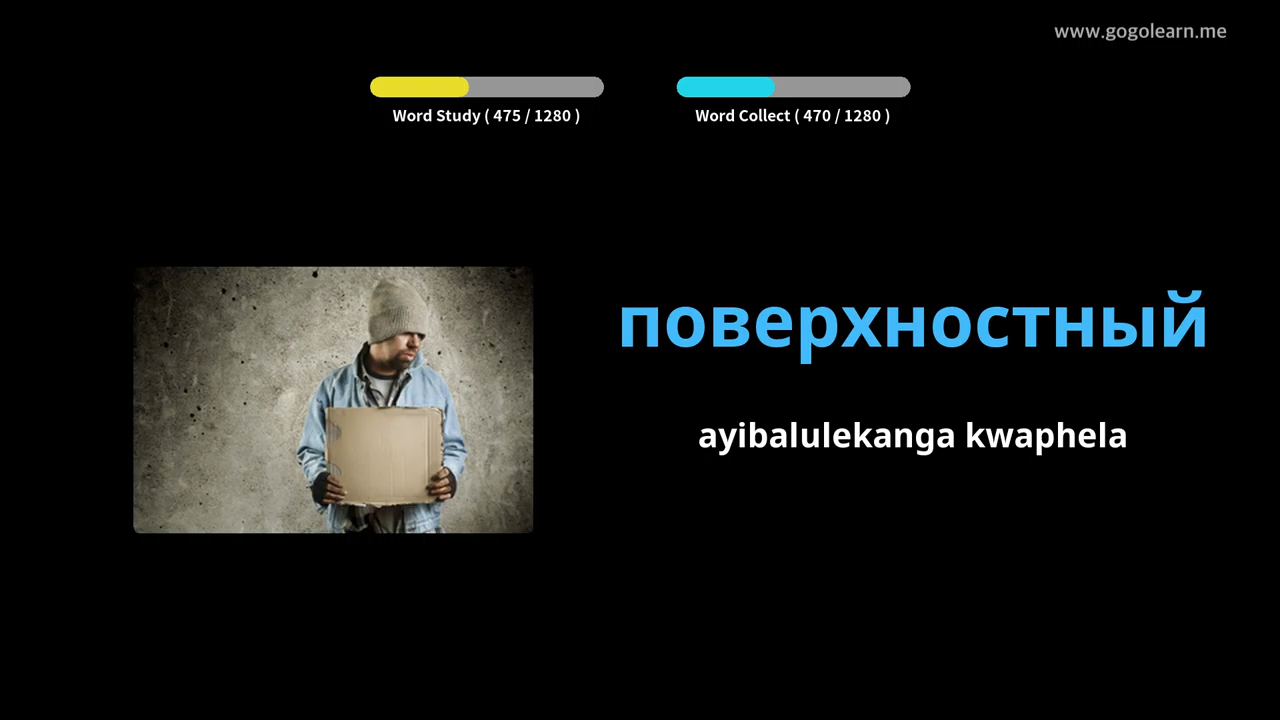 www.gogolearn.me
Word Study ( 475 / 1280 )
Word Collect ( 470 / 1280 )
поверхностный
ayibalulekanga kwaphela